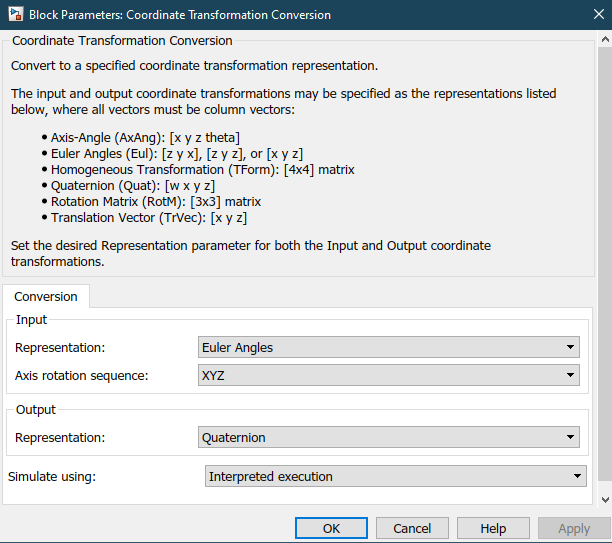 Block Parameters: Coordinate Transformation Conversion
Coordinate Transformation Conversion
Convert to a specified coordinate transformation representation.
The input and output coordinate transformations may be specified as the representations listed
below, where all vectors must be column vectors:
• Axis-Angle (AxAng): [x y z theta]
• Euler Angles (Eul): [z y x], [z y z], or [x y z]
• Homogeneous Transformation (TForm): [4x4] matrix
• Quaternion (Quat): [w x y z]
• Rotation Matrix (RotM): [3x3] matrix
• Translation Vector (TrVec): [x y z]
Set the desired Representation parameter for both the Input and Output coordinate
transformations.
Conversion
Input
Representation: Euler Angles
Axis rotation sequence: XYZ
Output
Representation: Quaternion
Simulate using: Interpreted execution
OK Cancel Help Apply